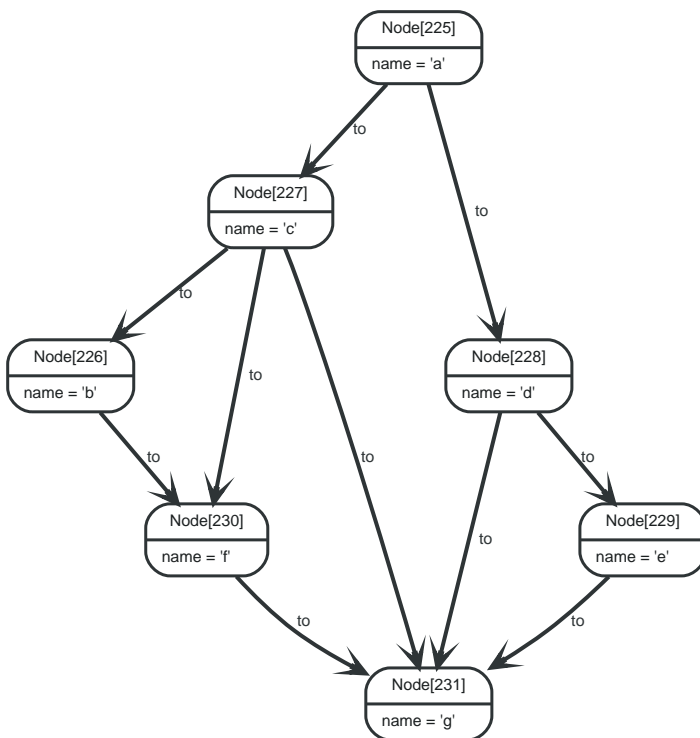 Node[225]
name = 'a'
to
to
Node[227]
name = 'c'
to
to
to
Node[226]
name = 'b'
Node[228]
name = 'd'
to
to
to
Node[230]
name = 'f'
Node[229]
name = 'e'
to
to
Node[231]
name = 'g'